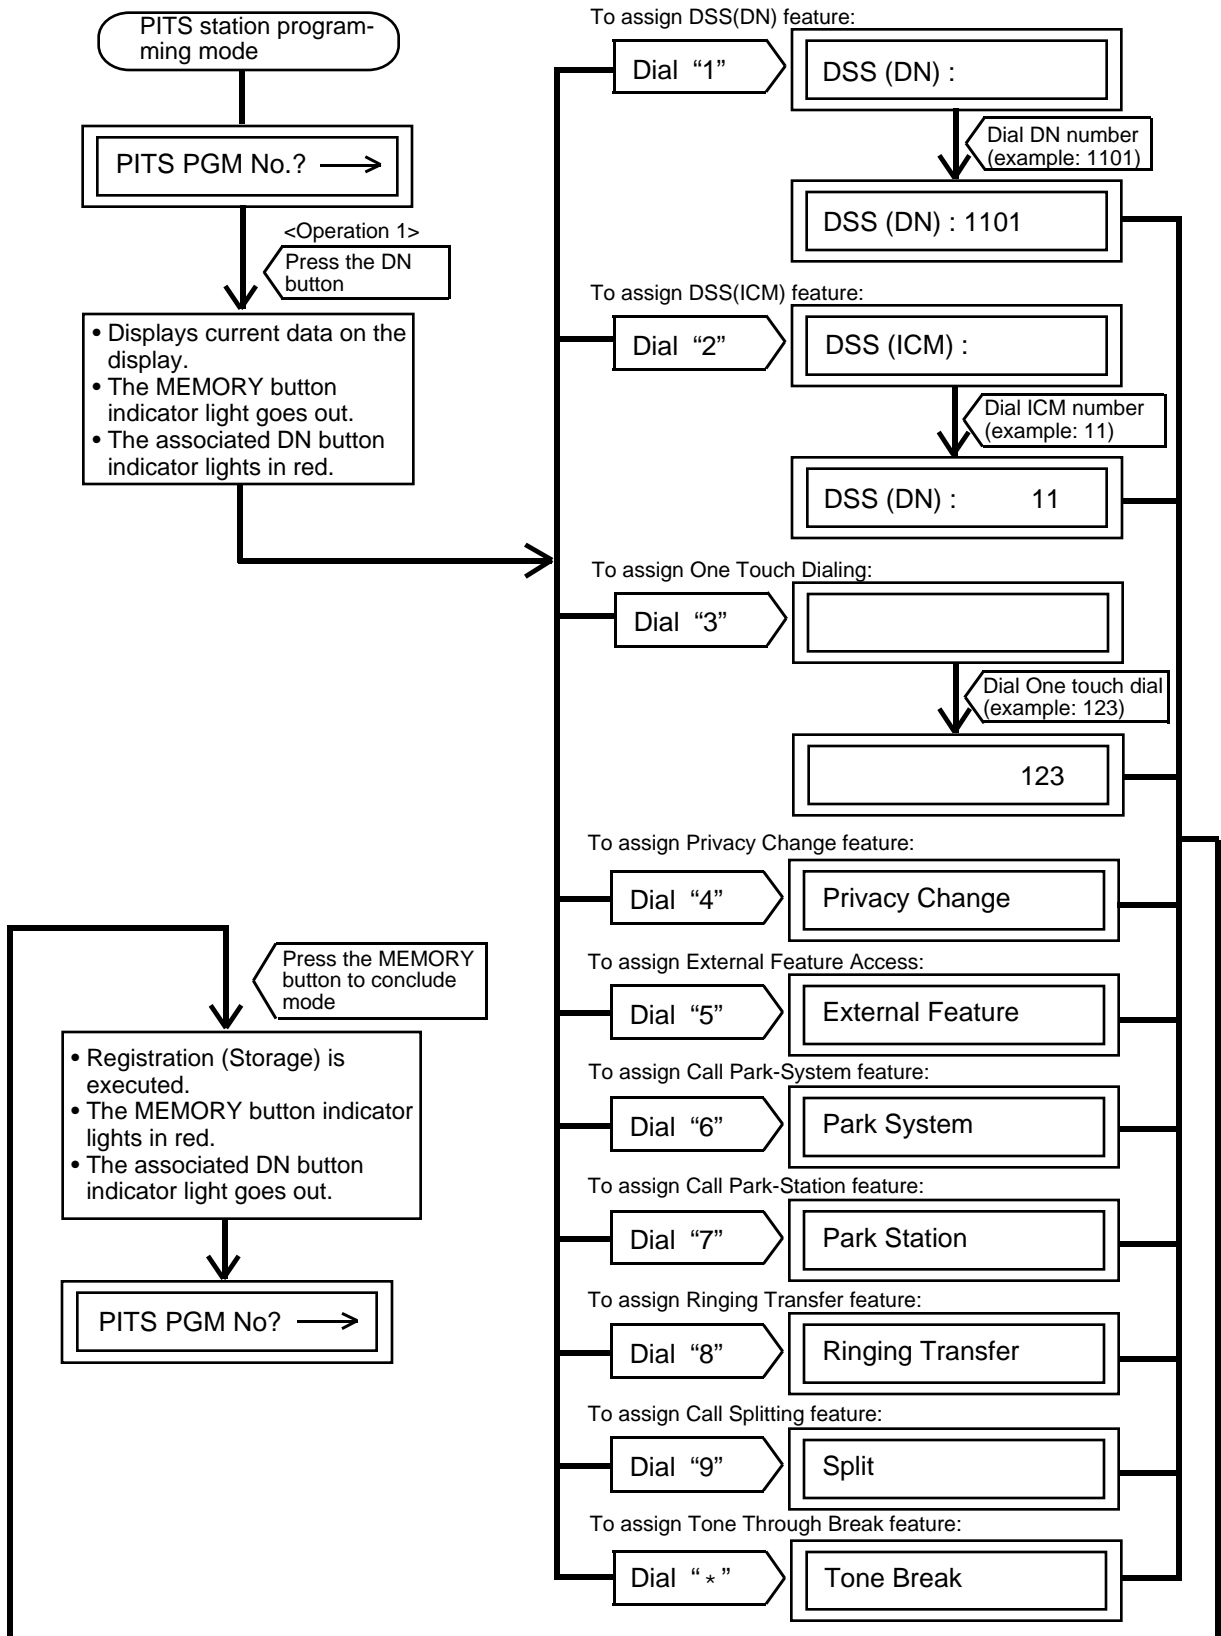 PITS station program-
ming mode
PITS PGM No.?
<Operation 1>
Press the DN
button
• Displays current data on the
display.
• The MEMORY button
indicator light goes out.
• The associated DN button
indicator lights in red.
To assign DSS(DN) feature:
Dial “1”
DSS (DN) :
Dial DN number
(example: 1101)
DSS (DN) : 1101
To assign DSS(ICM) feature:
Dial “2”
DSS (ICM) :
Dial ICM number
(example: 11)
DSS (DN) : 11
To assign One Touch Dialing:
Dial “3”
Dial One touch dial
(example: 123)
123
To assign Privacy Change feature:
Dial “4”
Privacy Change
To assign External Feature Access:
Dial “5”
External Feature
To assign Call Park-System feature:
Dial “6”
Park System
To assign Call Park-Station feature:
Dial “7”
Park Station
To assign Ringing Transfer feature:
Dial “8”
Ringing Transfer
To assign Call Splitting feature:
Dial “9”
Split
To assign Tone Through Break feature:
Dial “*”
Tone Break
Press the MEMORY
button to conclude
mode
• Registration (Storage) is
executed.
• The MEMORY button indicator
lights in red.
• The associated DN button
indicator light goes out.
PITS PGM No?